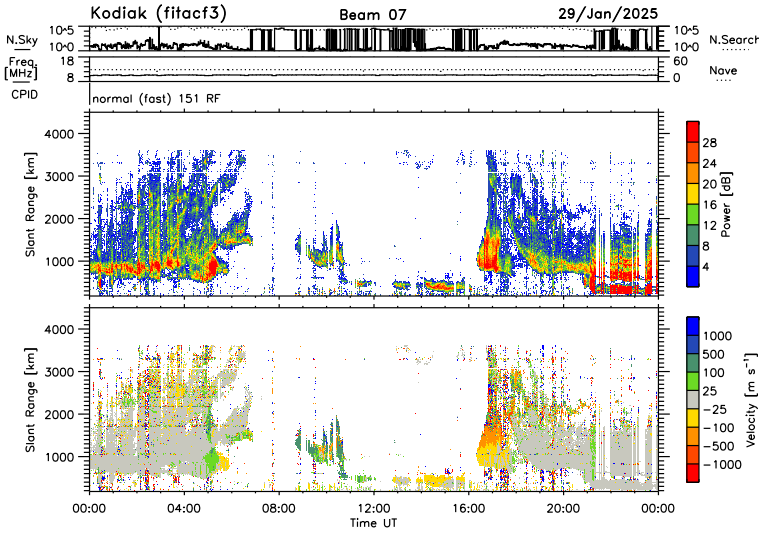 Kodiak (fitacf3) Beam 07 29/Jan/2025
N.Sky 10^5 10^0 10^5 10^0 N.Search
Freq. [MHz] 18 8 60 0 Nave
CPID normal (fast) 151 RF
Slant Range [km] 4000 3000 2000 1000
Power [dB] 28 24 20 16 12 8 4
Slant Range [km] 4000 3000 2000 1000
Velocity [m s^-1] 1000 500 100 25 -25 -100 -500 -1000
00:00 04:00 08:00 12:00 16:00 20:00 00:00
Time UT